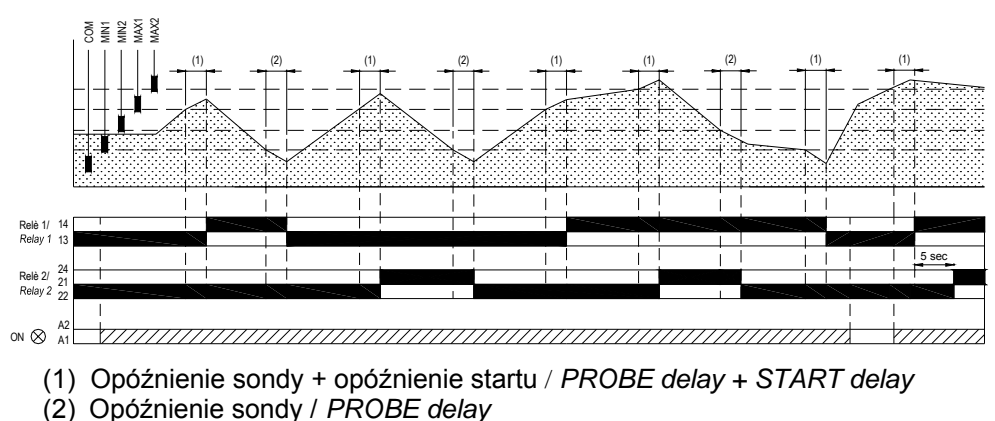 COM
MIN1
MIN2
MAX1
MAX2
(1) (2) (1) (2) (1) (1) (2) (1) (1)
Relè 1/ 14
Relay 1 13
24
Relè 2/ 21
Relay 2 22
5 sec
A2
ON A1
(1) Opóźnienie sondy + opóźnienie startu / PROBE delay + START delay
(2) Opóźnienie sondy / PROBE delay